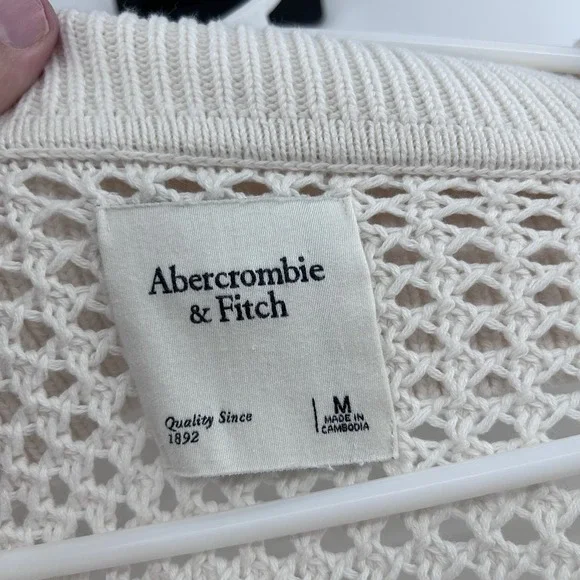 Abercrombie
& Fitch
Quality Since
1892
M
MADE IN
CAMBODIA